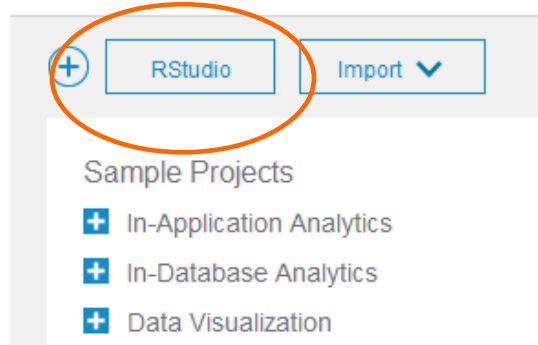 RStudio Import
Sample Projects
In-Application Analytics
In-Database Analytics
Data Visualization